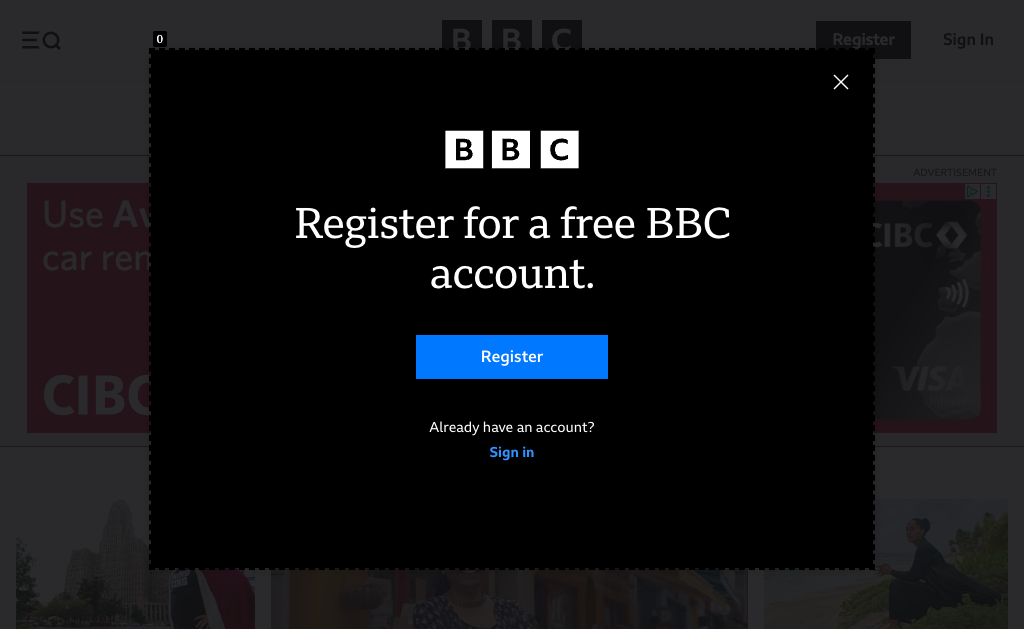 0
BBC
Register
Sign In
ADVERTISEMENT
Use Av
car ren
CIBC
CIBC
VISA
BBC
Register for a free BBC
account.
Register
Already have an account?
Sign in